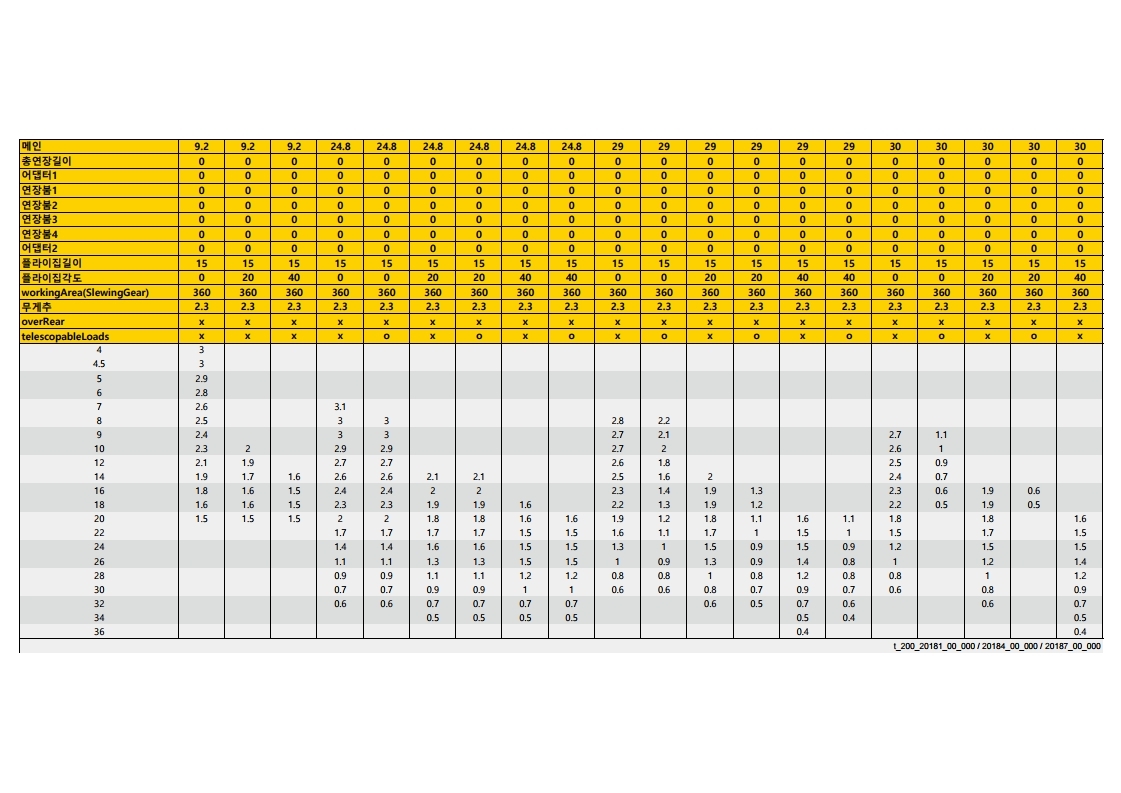 메인 9.2 9.2 9.2 24.8 24.8 24.8 24.8 24.8 24.8 29 29 29 29 29 29 30 30 30 30 30
총연장길이 0 0 0 0 0 0 0 0 0 0 0 0 0 0 0 0 0 0 0 0
어댑터1 0 0 0 0 0 0 0 0 0 0 0 0 0 0 0 0 0 0 0 0
연장붐1 0 0 0 0 0 0 0 0 0 0 0 0 0 0 0 0 0 0 0 0
연장붐2 0 0 0 0 0 0 0 0 0 0 0 0 0 0 0 0 0 0 0 0
연장붐3 0 0 0 0 0 0 0 0 0 0 0 0 0 0 0 0 0 0 0 0
연장붐4 0 0 0 0 0 0 0 0 0 0 0 0 0 0 0 0 0 0 0 0
어댑터2 0 0 0 0 0 0 0 0 0 0 0 0 0 0 0 0 0 0 0 0
플라이집길이 15 15 15 15 15 15 15 15 15 15 15 15 15 15 15 15 15 15 15 15
플라이집각도 0 20 40 0 0 20 20 40 40 0 0 20 20 40 40 0 0 20 20 40
workingArea(SlewingGear) 360 360 360 360 360 360 360 360 360 360 360 360 360 360 360 360 360 360 360 360
무게추 2.3 2.3 2.3 2.3 2.3 2.3 2.3 2.3 2.3 2.3 2.3 2.3 2.3 2.3 2.3 2.3 2.3 2.3 2.3 2.3
overRear x x x x x x x x x x x x x x x x x x x x
telescopableLoads x x x x o x o x o x o x o x o x o x o x
4 3
4.5 3
5 2.9
6 2.8
7 2.6 3.1
8 2.5 3 3 2.8 2.2
9 2.4 3 3 2.7 2.1 2.7 1.1
10 2.3 2 2.9 2.9 2.7 2 2.6 1
12 2.1 1.9 2.7 2.7 2.6 1.8 2.5 0.9
14 1.9 1.7 1.6 2.6 2.6 2.1 2.1 2.5 1.6 2 2.4 0.7
16 1.8 1.6 1.5 2.4 2.4 2 2 2.3 1.4 1.9 1.3 2.3 0.6 1.9 0.6
18 1.6 1.6 1.5 2.3 2.3 1.9 1.9 1.6 2.2 1.3 1.9 1.2 2.2 0.5 1.9 0.5
20 1.5 1.5 1.5 2 2 1.8 1.8 1.6 1.6 1.9 1.2 1.8 1.1 1.6 1.1 1.8 1.8 1.6
22 1.7 1.7 1.7 1.7 1.5 1.5 1.6 1.1 1.7 1 1.5 1 1.5 1.7 1.5
24 1.4 1.4 1.6 1.6 1.5 1.5 1.3 1 1.5 0.9 1.5 0.9 1.2 1.5 1.5
26 1.1 1.1 1.3 1.3 1.5 1.5 1 0.9 1.3 0.9 1.4 0.8 1 1.2 1.4
28 0.9 0.9 1.1 1.1 1.2 1.2 0.8 0.8 1 0.8 1.2 0.8 0.8 1 1.2
30 0.7 0.7 0.9 0.9 1 1 0.6 0.6 0.8 0.7 0.9 0.7 0.6 0.8 0.9
32 0.6 0.6 0.7 0.7 0.7 0.7 0.6 0.5 0.7 0.6 0.6 0.7
34 0.5 0.5 0.5 0.5 0.5 0.4 0.5
36 0.4 0.4
t_200_20181_00_000 / 20184_00_000 / 20187_00_000